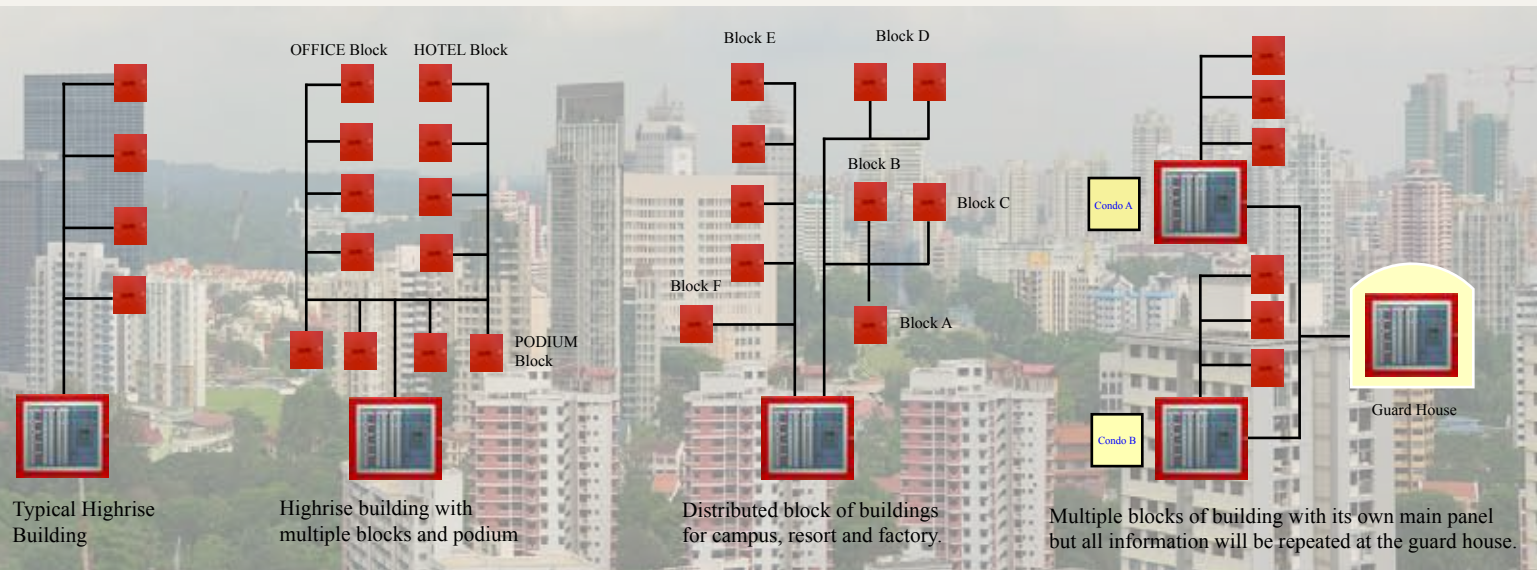 OFFICE Block
HOTEL Block
PODIUM
Block
Block E
Block D
Block B
Block C
Block F
Block A
Condo A
Condo B
Guard House
Typical Highrise
Building
Highrise building with
multiple blocks and podium
Distributed block of buildings
for campus, resort and factory.
Multiple blocks of building with its own main panel
but all information will be repeated at the guard house.